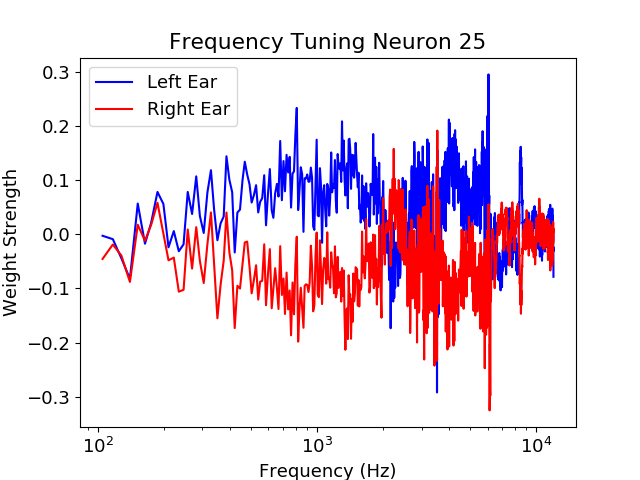 Frequency Tuning Neuron 25
Left Ear
Right Ear
Weight Strength
0.3
0.2
0.1
0.0
−0.1
−0.2
−0.3
10²
10³
10⁴
Frequency (Hz)